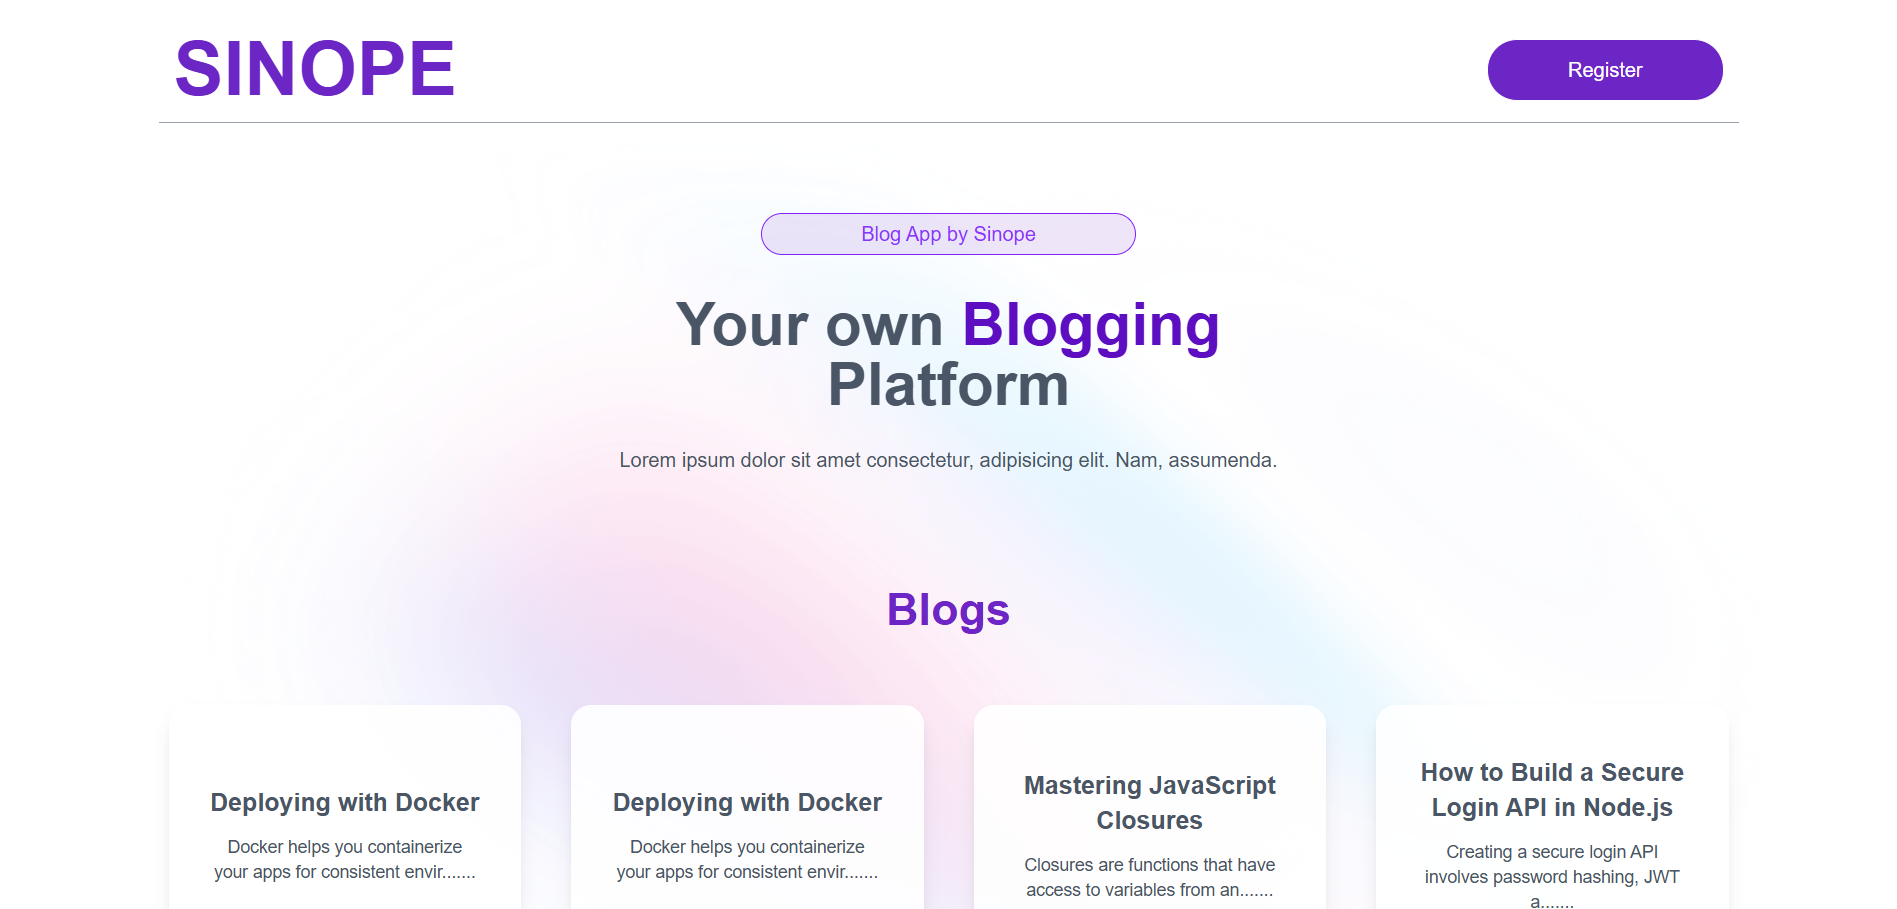 SINOPE
Register
Blog App by Sinope
Your own Blogging
Platform
Lorem ipsum dolor sit amet consectetur, adipisicing elit. Nam, assumenda.
Blogs
Deploying with Docker
Docker helps you containerize
your apps for consistent envir.......
Deploying with Docker
Docker helps you containerize
your apps for consistent envir.......
Mastering JavaScript
Closures
Closures are functions that have
access to variables from an.......
How to Build a Secure
Login API in Node.js
Creating a secure login API
involves password hashing, JWT
a.......